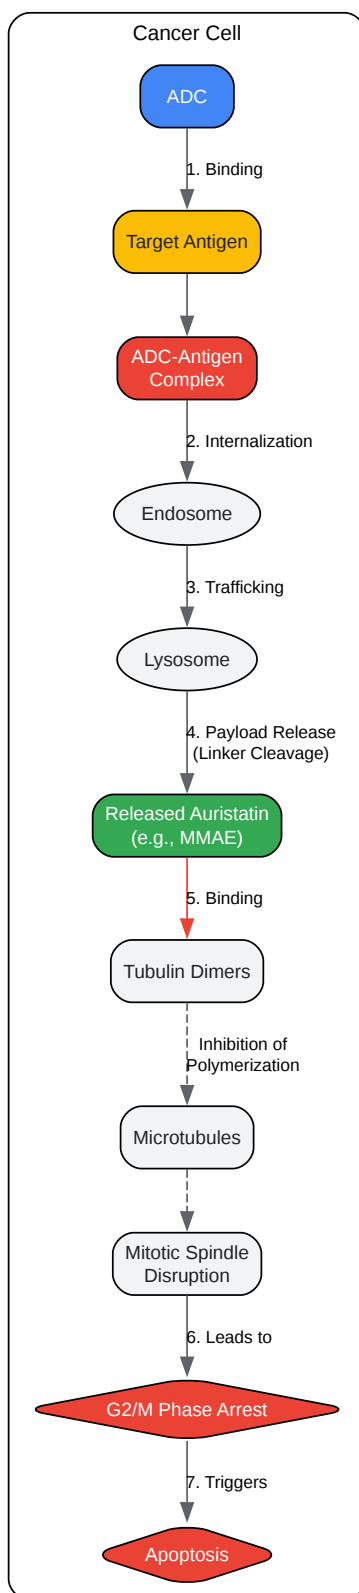 Cancer Cell
ADC
1. Binding
Target Antigen
ADC-Antigen
Complex
2. Internalization
Endosome
3. Trafficking
Lysosome
4. Payload Release
(Linker Cleavage)
Released Auristatin
(e.g., MMAE)
5. Binding
Tubulin Dimers
Inhibition of
Polymerization
Microtubules
Mitotic Spindle
Disruption
6. Leads to
G2/M Phase Arrest
7. Triggers
Apoptosis